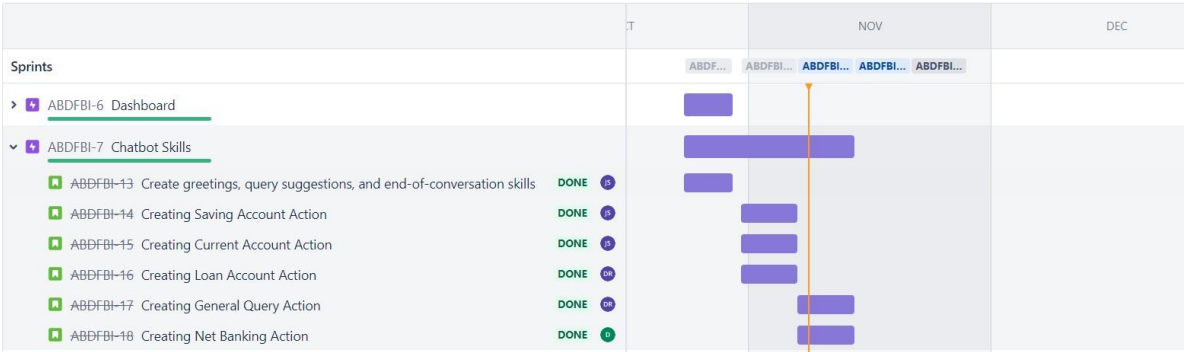 CT NOV DEC
Sprints ABDF... ABDFBI... ABDFBI... ABDFBI... ABDFBI...
ABDFBI-6 Dashboard
ABDFBI-7 Chatbot Skills
ABDFBI-13 Create greetings, query suggestions, and end-of-conversation skills DONE JS
ABDFBI-14 Creating Saving Account Action DONE JS
ABDFBI-15 Creating Current Account Action DONE JS
ABDFBI-16 Creating Loan Account Action DONE DR
ABDFBI-17 Creating General Query Action DONE DR
ABDFBI-18 Creating Net Banking Action DONE D